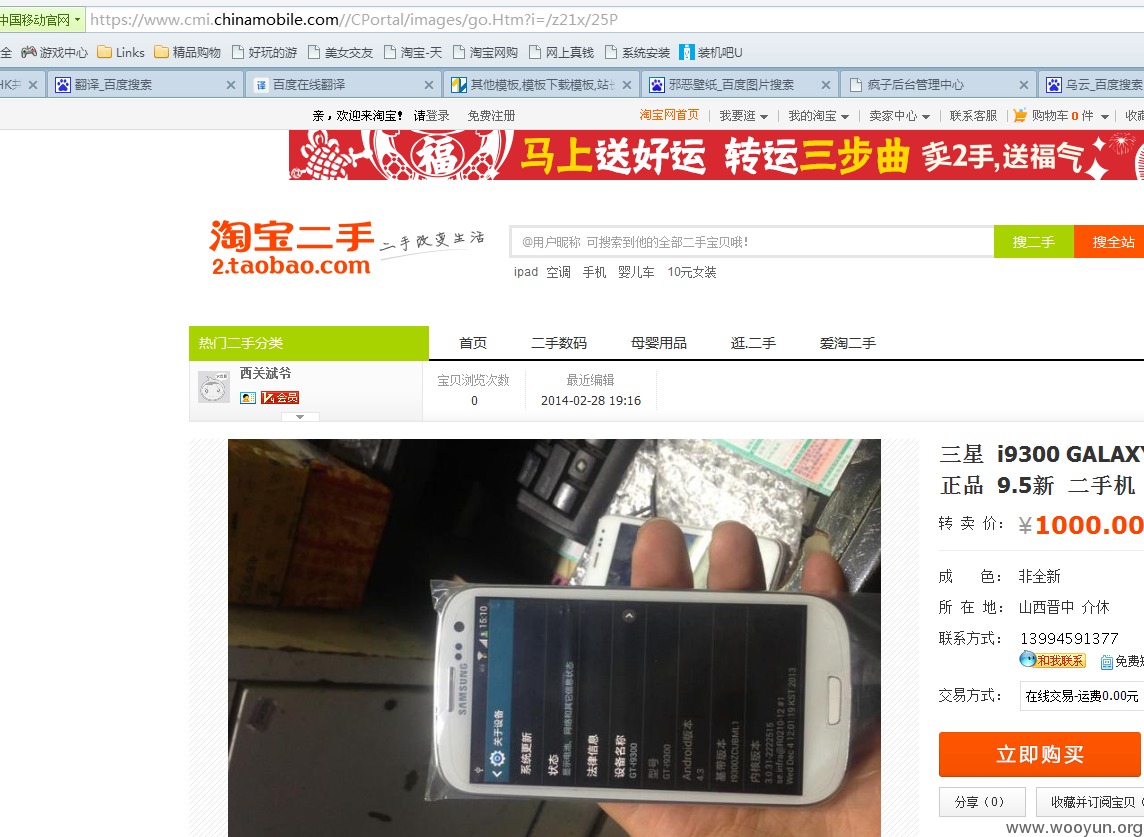 中国移动官网 https://www.cmi.chinamobile.com//CPortal/images/go.Htm?i=/z21x/25P
全 游戏中心 Links 精品购物 好玩的游 美女交友 淘宝-天 淘宝网购 网上真钱 系统安装 装机吧U
翻译_百度搜索 百度在线翻译 其他模板,模板下载模板,站长 邪恶壁纸_百度图片搜索 疯子后台管理中心 乌云_百度搜索
亲，欢迎来淘宝！ 请登录 免费注册 淘宝网首页 我要逛 我的淘宝 卖家中心 联系客服 购物车 0 件 收藏
福 马上送好运 转运三步曲 卖2手,送福气
淘宝二手 二手改变生活
2.taobao.com
@用户昵称 可搜索到他的全部二手宝贝哦! 搜二手 搜全站
ipad 空调 手机 婴儿车 10元女装
热门二手分类 首页 二手数码 母婴用品 逛.二手 爱淘二手
西关斌爷
会员
宝贝浏览次数 最近编辑
0 2014-02-28 19:16
三星 i9300 GALAXY
正品 9.5新 二手机
转 卖 价: ¥1000.00
成 色: 非全新
所 在 地: 山西晋中 介休
联系方式: 13994591377
和我联系 免费短
交易方式: 在线交易-运费0.00元
立即购买
分享（0） 收藏并订阅宝贝（
SAMSUNG
15:10
关于设备
系统更新
状态
显示电池、网络和其它信息状态
法律信息
设备名称
GT-I9300
型号
GT-I9300
Android版本
4.3
基带版本
I9300ZCUBML1
内核版本
3.0.31-2222515
se.infra@R0210-12 #1
Wed Dec 4 12:01:19 KST 2013
www.wooyun.org